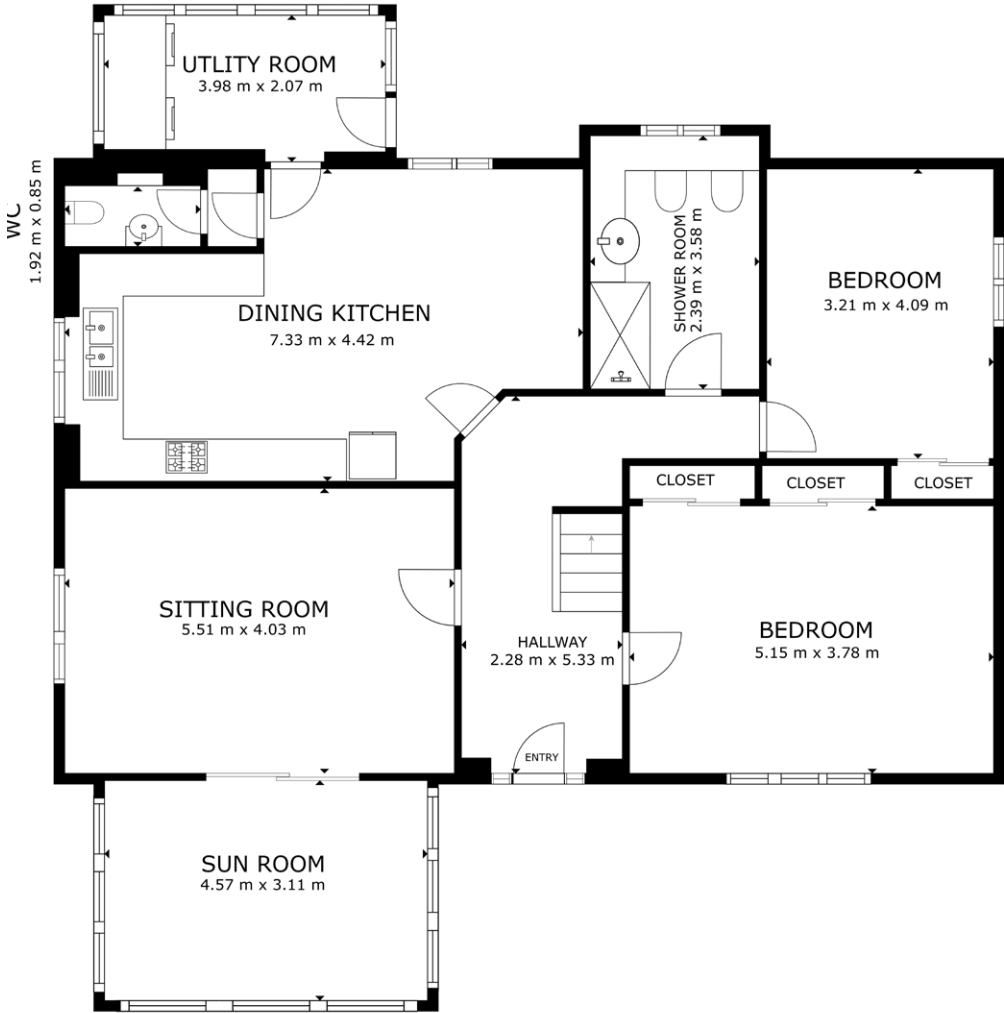 UTLITY ROOM
3.98 m x 2.07 m
WC
1.92 m x 0.85 m
DINING KITCHEN
7.33 m x 4.42 m
SHOWER ROOM
2.39 m x 3.58 m
BEDROOM
3.21 m x 4.09 m
CLOSET
CLOSET
CLOSET
SITTING ROOM
5.51 m x 4.03 m
HALLWAY
2.28 m x 5.33 m
BEDROOM
5.15 m x 3.78 m
ENTRY
SUN ROOM
4.57 m x 3.11 m